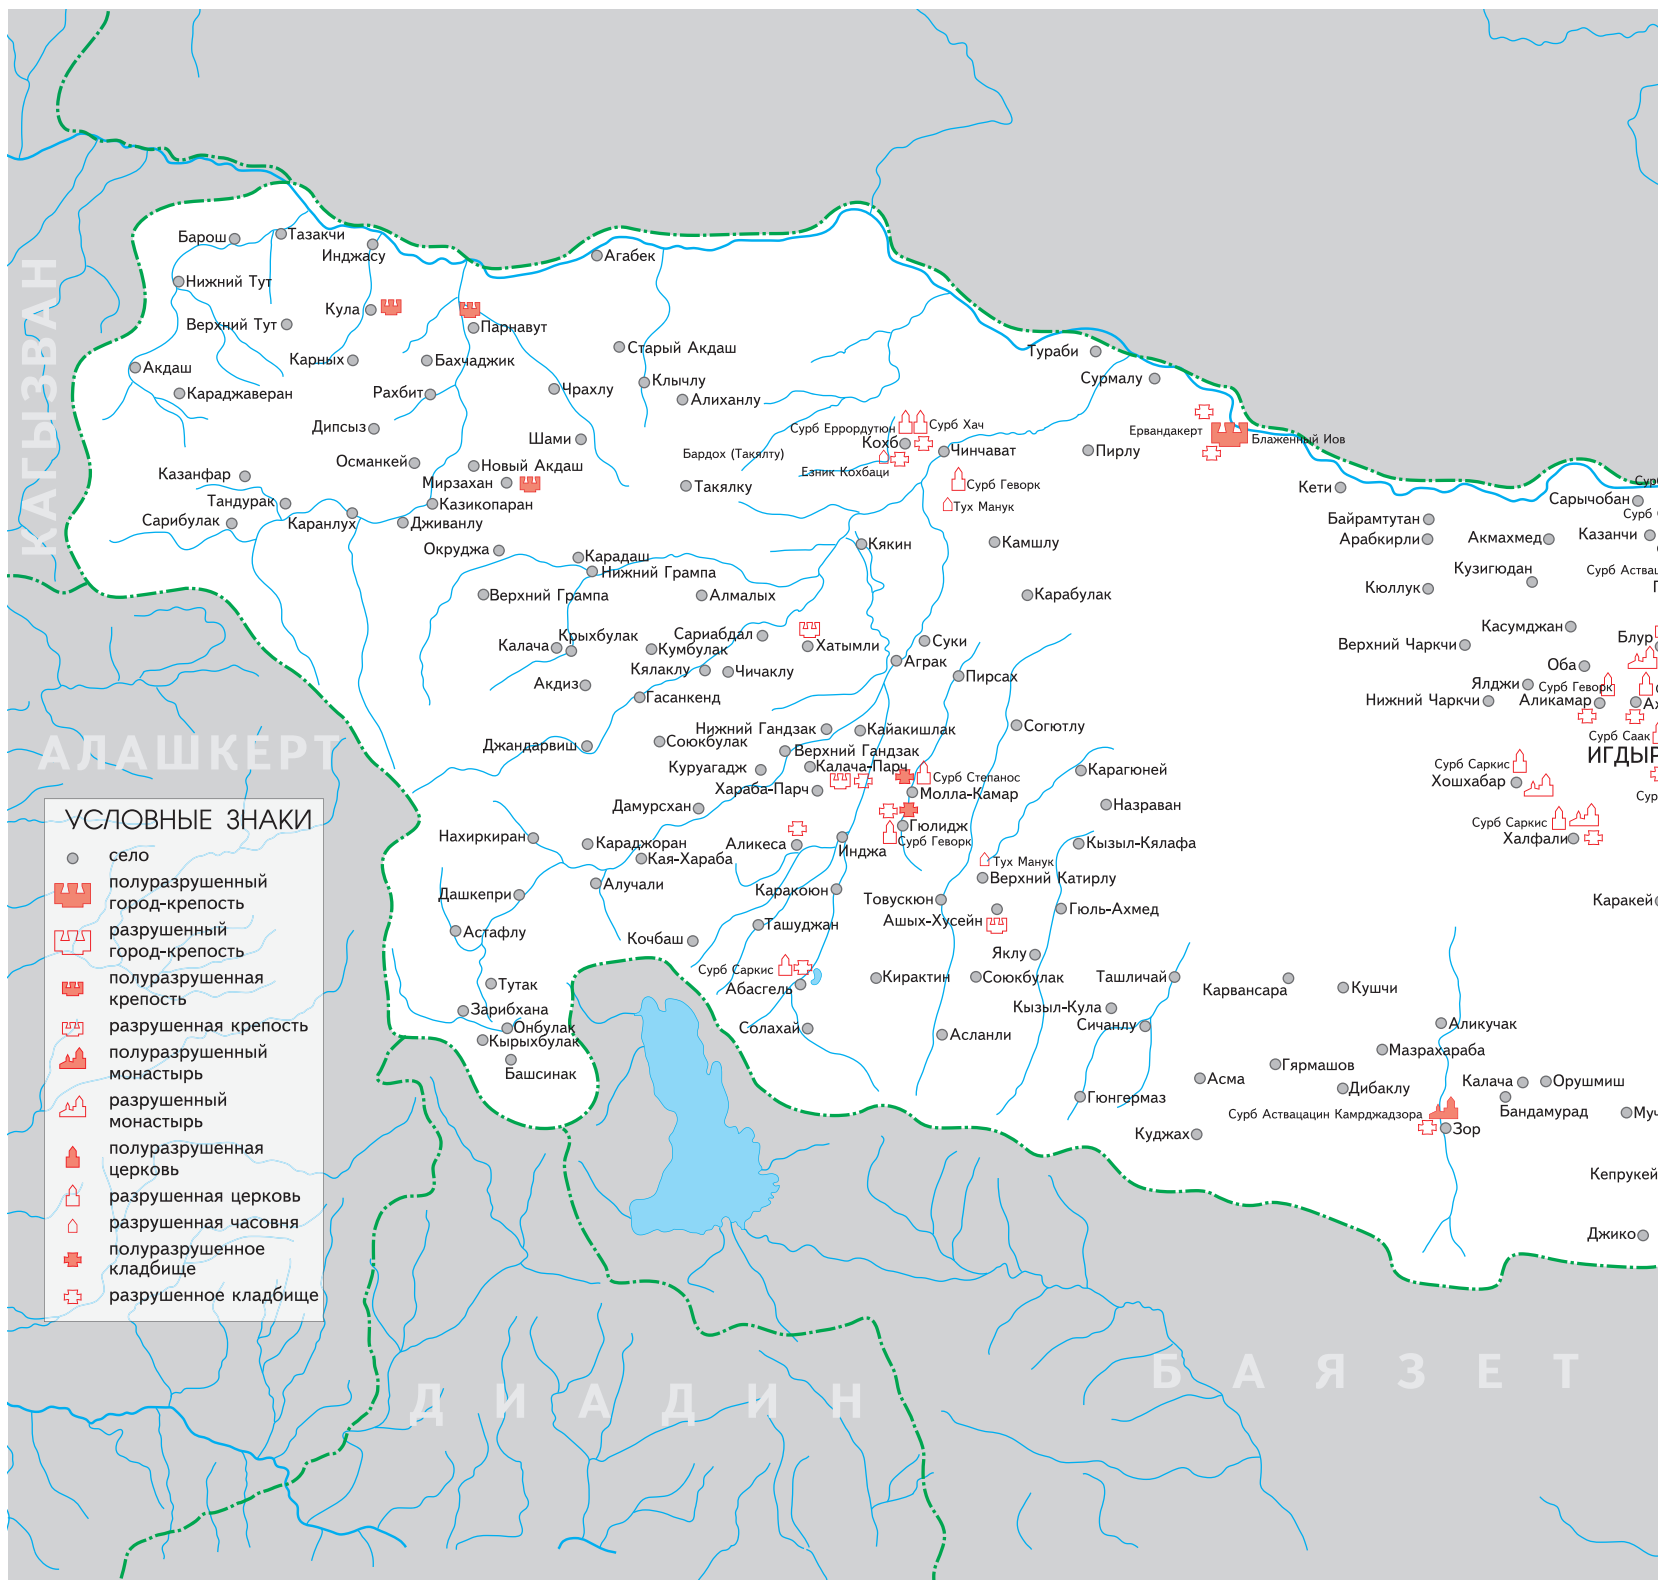 Барош
Тазакчи
Инджасу
Агабек
Нижний Тут
Кула
Верхний Тут
Парнавут
Карных
Бахчаджик
Старый Акдаш
Тураби
Акдаш
Караджаверан
Рахбит
Чрахлу
Клычлу
Алиханлу
Сурмалу
КАГЫЗВАН
Дипсыз
Шами
Сурб Еррордутюн
Сурб Хач
Кохб
Ервандакерт
Блаженный Иов
Бардох (Такялту)
Чинчават
Пирлу
Османкей
Новый Акдаш
Езник Кохбаци
Казанфар
Мирзахан
Такялку
Сурб Геворк
Кети
Тандурак
Казикопаран
Тух Манук
Сарычобан
Сарибулак
Каранлух
Дживанлу
Байрамтутан
Арабкирли
Акмахмед
Казанчи
Окруджа
Карадаш
Кякин
Камшлу
Нижний Грампа
Кузигюдан
Верхний Грампа
Алмалых
Карабулак
Кюллук
Крыхбулак
Сариабдал
Касумджан
Калача
Кумбулак
Хатымли
Суки
Верхний Чаркчи
Блур
Кялаклу
Чичаклу
Аграк
Оба
Акдиз
Пирсах
Ялджи
Сурб Геворк
Гасанкенд
Нижний Чаркчи
Аликамар
Нижний Гандзак
Кайакишлак
Согютлу
Сурб Саак
АЛАШКЕРТ
Джандарвиш
Союкбулак
Верхний Гандзак
Куруагадж
Калача-Парч
Сурб Степанос
Карагюней
Сурб Саркис
Хошхабар
Хараба-Парч
Молла-Камар
Дамурсхан
Назраван
Гюлидж
Сурб Саркис
Нахиркиран
Караджоран
Аликеса
Инджа
Сурб Геворк
Кызыл-Кялафа
Халфали
Кая-Хараба
Тух Манук
Алучали
Каракоюн
Верхний Катирлу
Дашкепри
Товускюн
Гюль-Ахмед
Каракей
Астафлу
Ташуджан
Ашых-Хусейн
Кочбаш
Яклу
Сурб Саркис
Тутак
Абасгель
Кирактин
Союкбулак
Ташличай
Карвансара
Кушчи
Зарибхана
Кызыл-Кула
Онбулак
Солахай
Асланли
Сичанлу
Аликучак
Кырыхбулак
Мазрахараба
Башсинак
Гярмашов
Асма
Дибаклу
Калача
Орушмиш
Гюнгермаз
Сурб Аствацацин Камрджадзора
Бандамурад
Куджах
Зор
Кепрукей
Джико
УСЛОВНЫЕ ЗНАКИ
село
полуразрушенный
город-крепость
разрушенный
город-крепость
полуразрушенная
крепость
разрушенная крепость
полуразрушенный
монастырь
разрушенный
монастырь
полуразрушенная
церковь
разрушенная церковь
разрушенная часовня
полуразрушенное
кладбище
разрушенное кладбище
ДИАДИН
БАЯЗЕТ